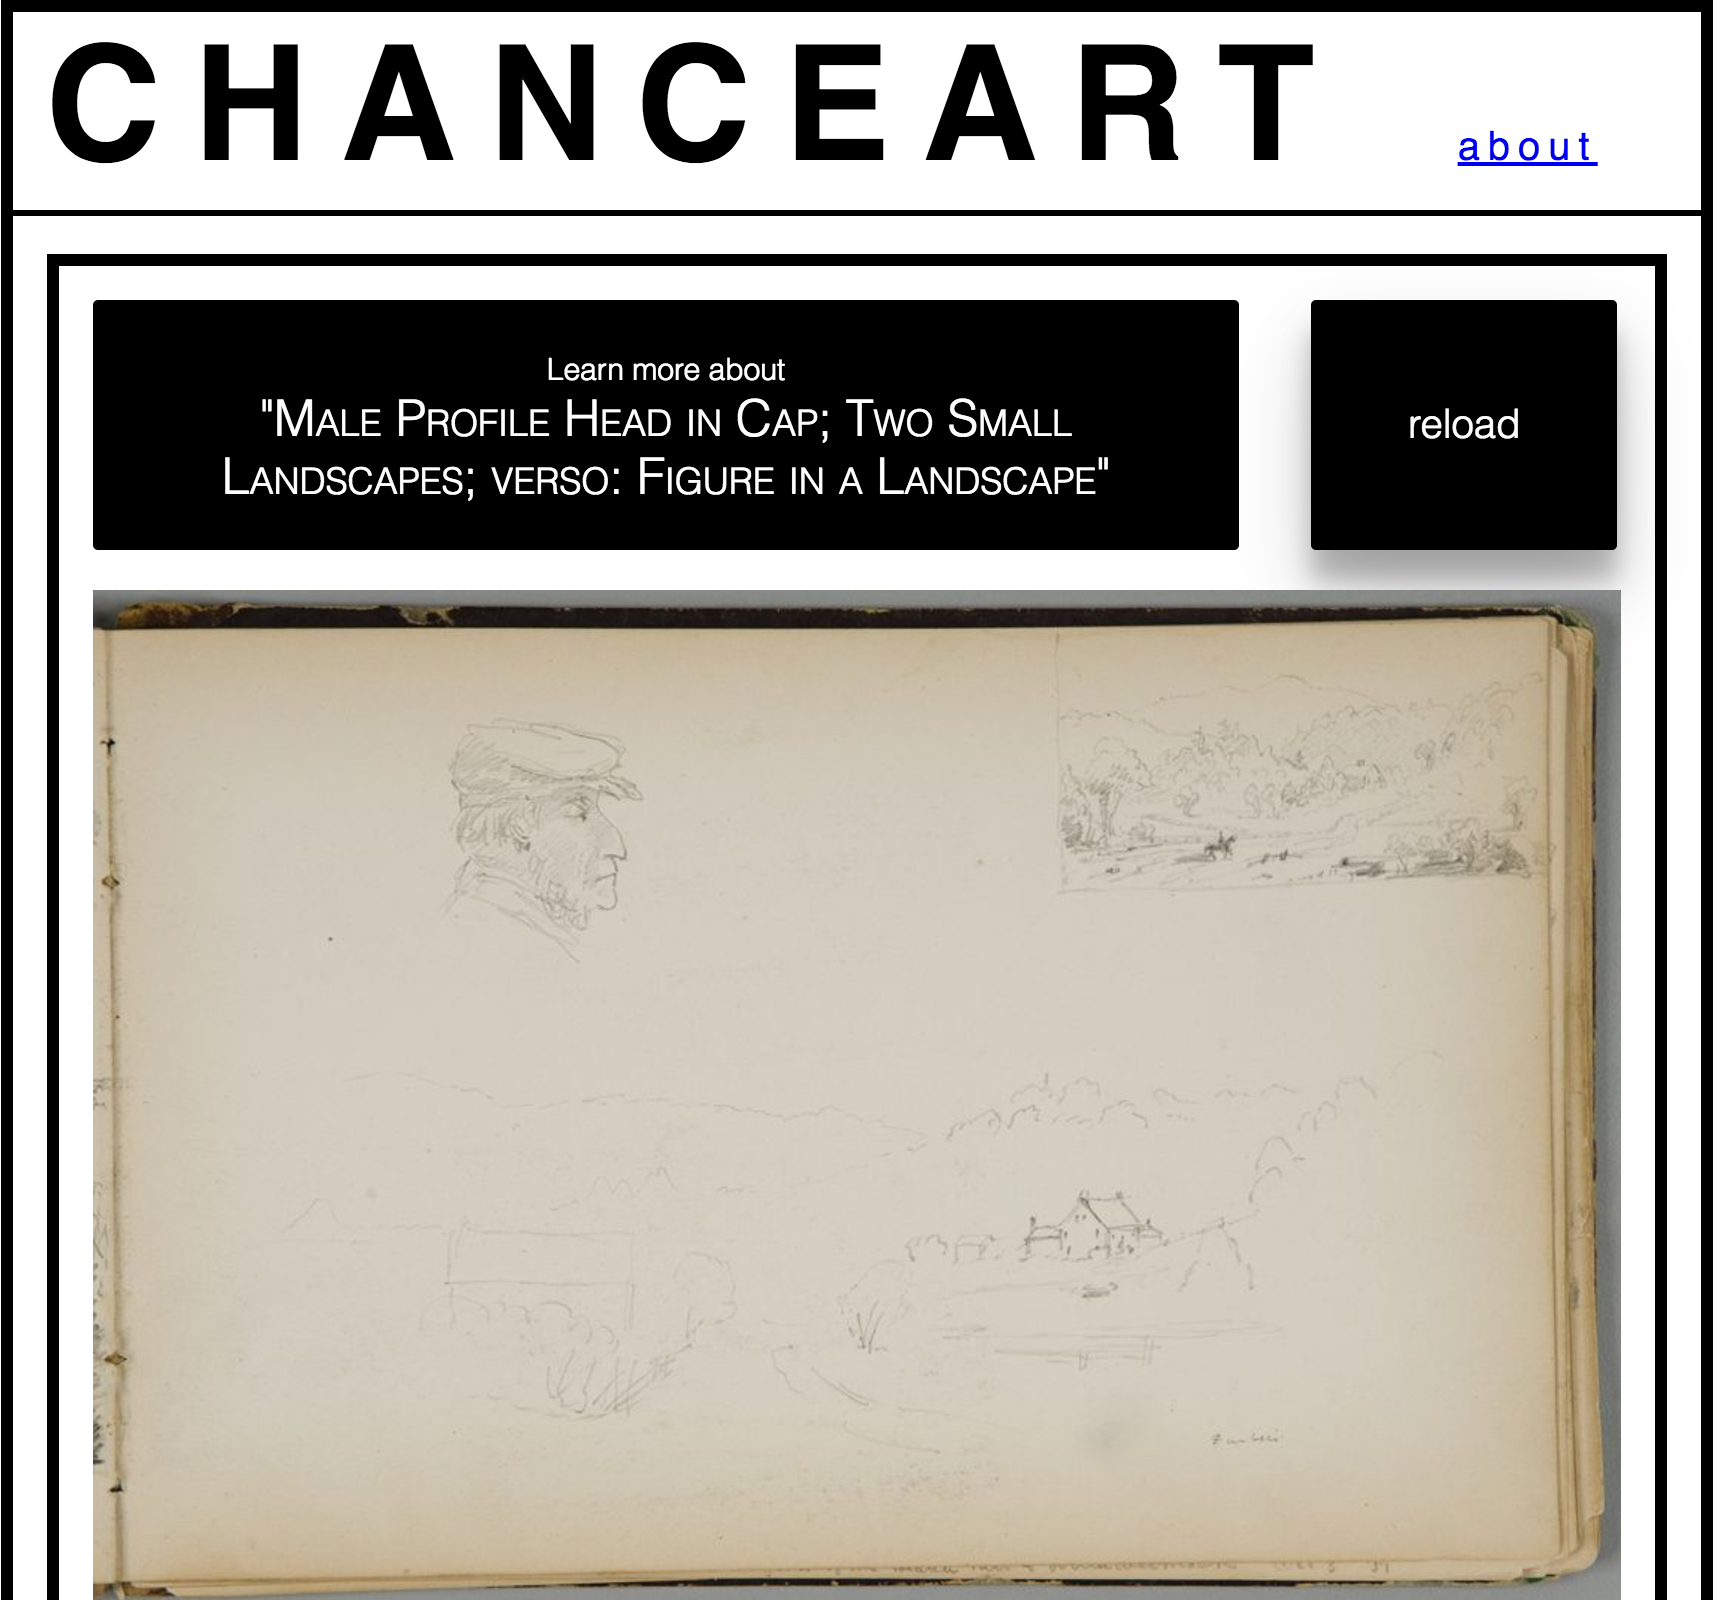 CHANCEART
about
Learn more about
"Male Profile Head in Cap; Two Small
Landscapes; verso: Figure in a Landscape"
reload